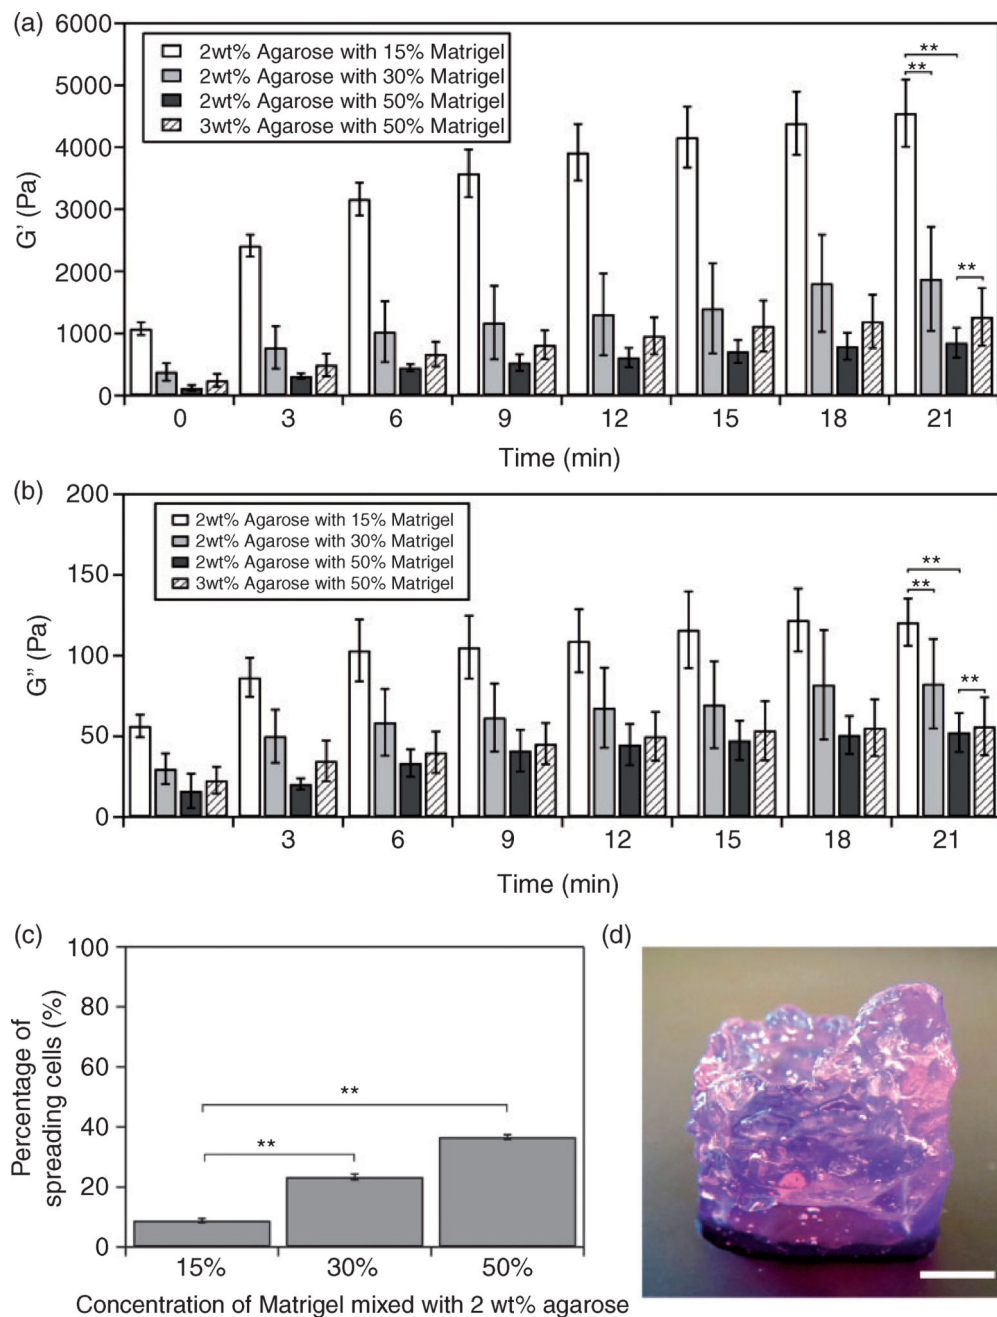 (a)
6000
5000
4000
3000
2000
1000
0
G' (Pa)
2wt% Agarose with 15% Matrigel
2wt% Agarose with 30% Matrigel
2wt% Agarose with 50% Matrigel
3wt% Agarose with 50% Matrigel
**
**
**
0 3 6 9 12 15 18 21
Time (min)
(b)
200
150
100
50
0
G" (Pa)
2wt% Agarose with 15% Matrigel
2wt% Agarose with 30% Matrigel
2wt% Agarose with 50% Matrigel
3wt% Agarose with 50% Matrigel
**
**
**
3 6 9 12 15 18 21
Time (min)
(c)
100
80
60
40
20
0
Percentage of
spreading cells (%)
**
**
15% 30% 50%
Concentration of Matrigel mixed with 2 wt% agarose
(d)